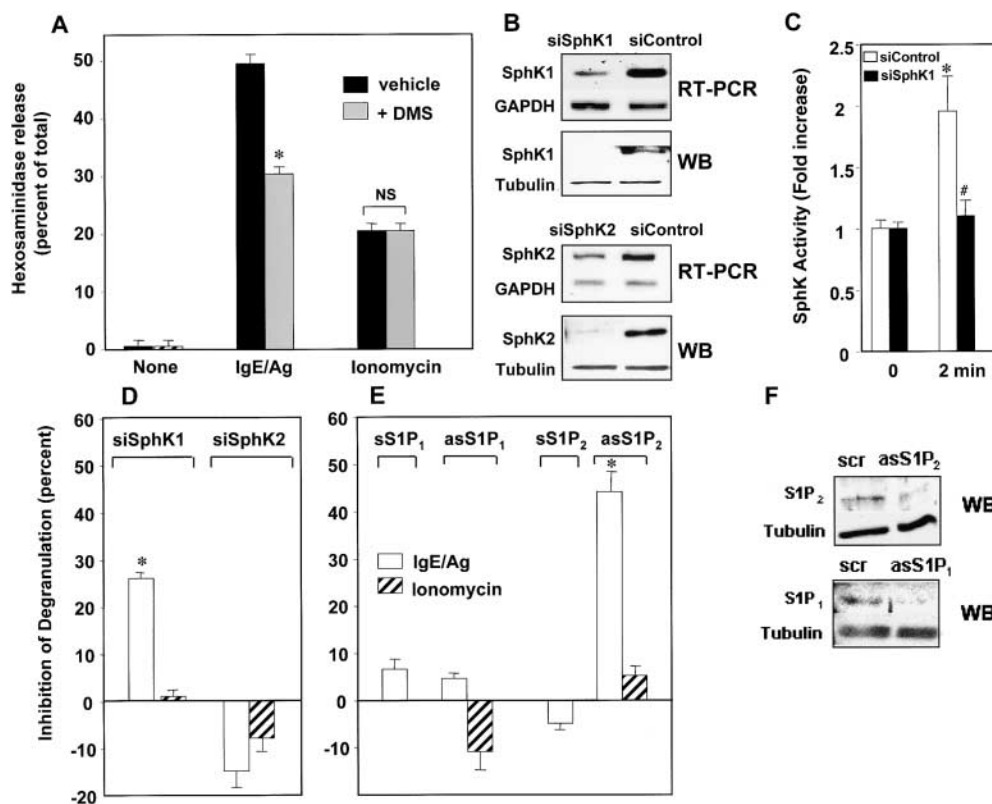 A
Hexosaminidase release
(percent of total)
50
40
30
20
10
0
vehicle
+ DMS
*
NS
None IgE/Ag Ionomycin
B
siSphK1 siControl
SphK1
GAPDH
RT-PCR
SphK1
Tubulin
WB
siSphK2 siControl
SphK2
GAPDH
RT-PCR
SphK2
Tubulin
WB
C
SphK Activity (Fold increase)
2.5
2
1.5
1
0.5
0
siControl
siSphK1
*
#
0 2 min
D
Inhibition of Degranulation (percent)
60
50
40
30
20
10
0
-10
-20
siSphK1 siSphK2
*
E
60
50
40
30
20
10
0
-10
-20
sS1P1 asS1P1 sS1P2 asS1P2
*
IgE/Ag
Ionomycin
F
scr asS1P2
S1P2
Tubulin
WB
scr asS1P1
S1P1
Tubulin
WB